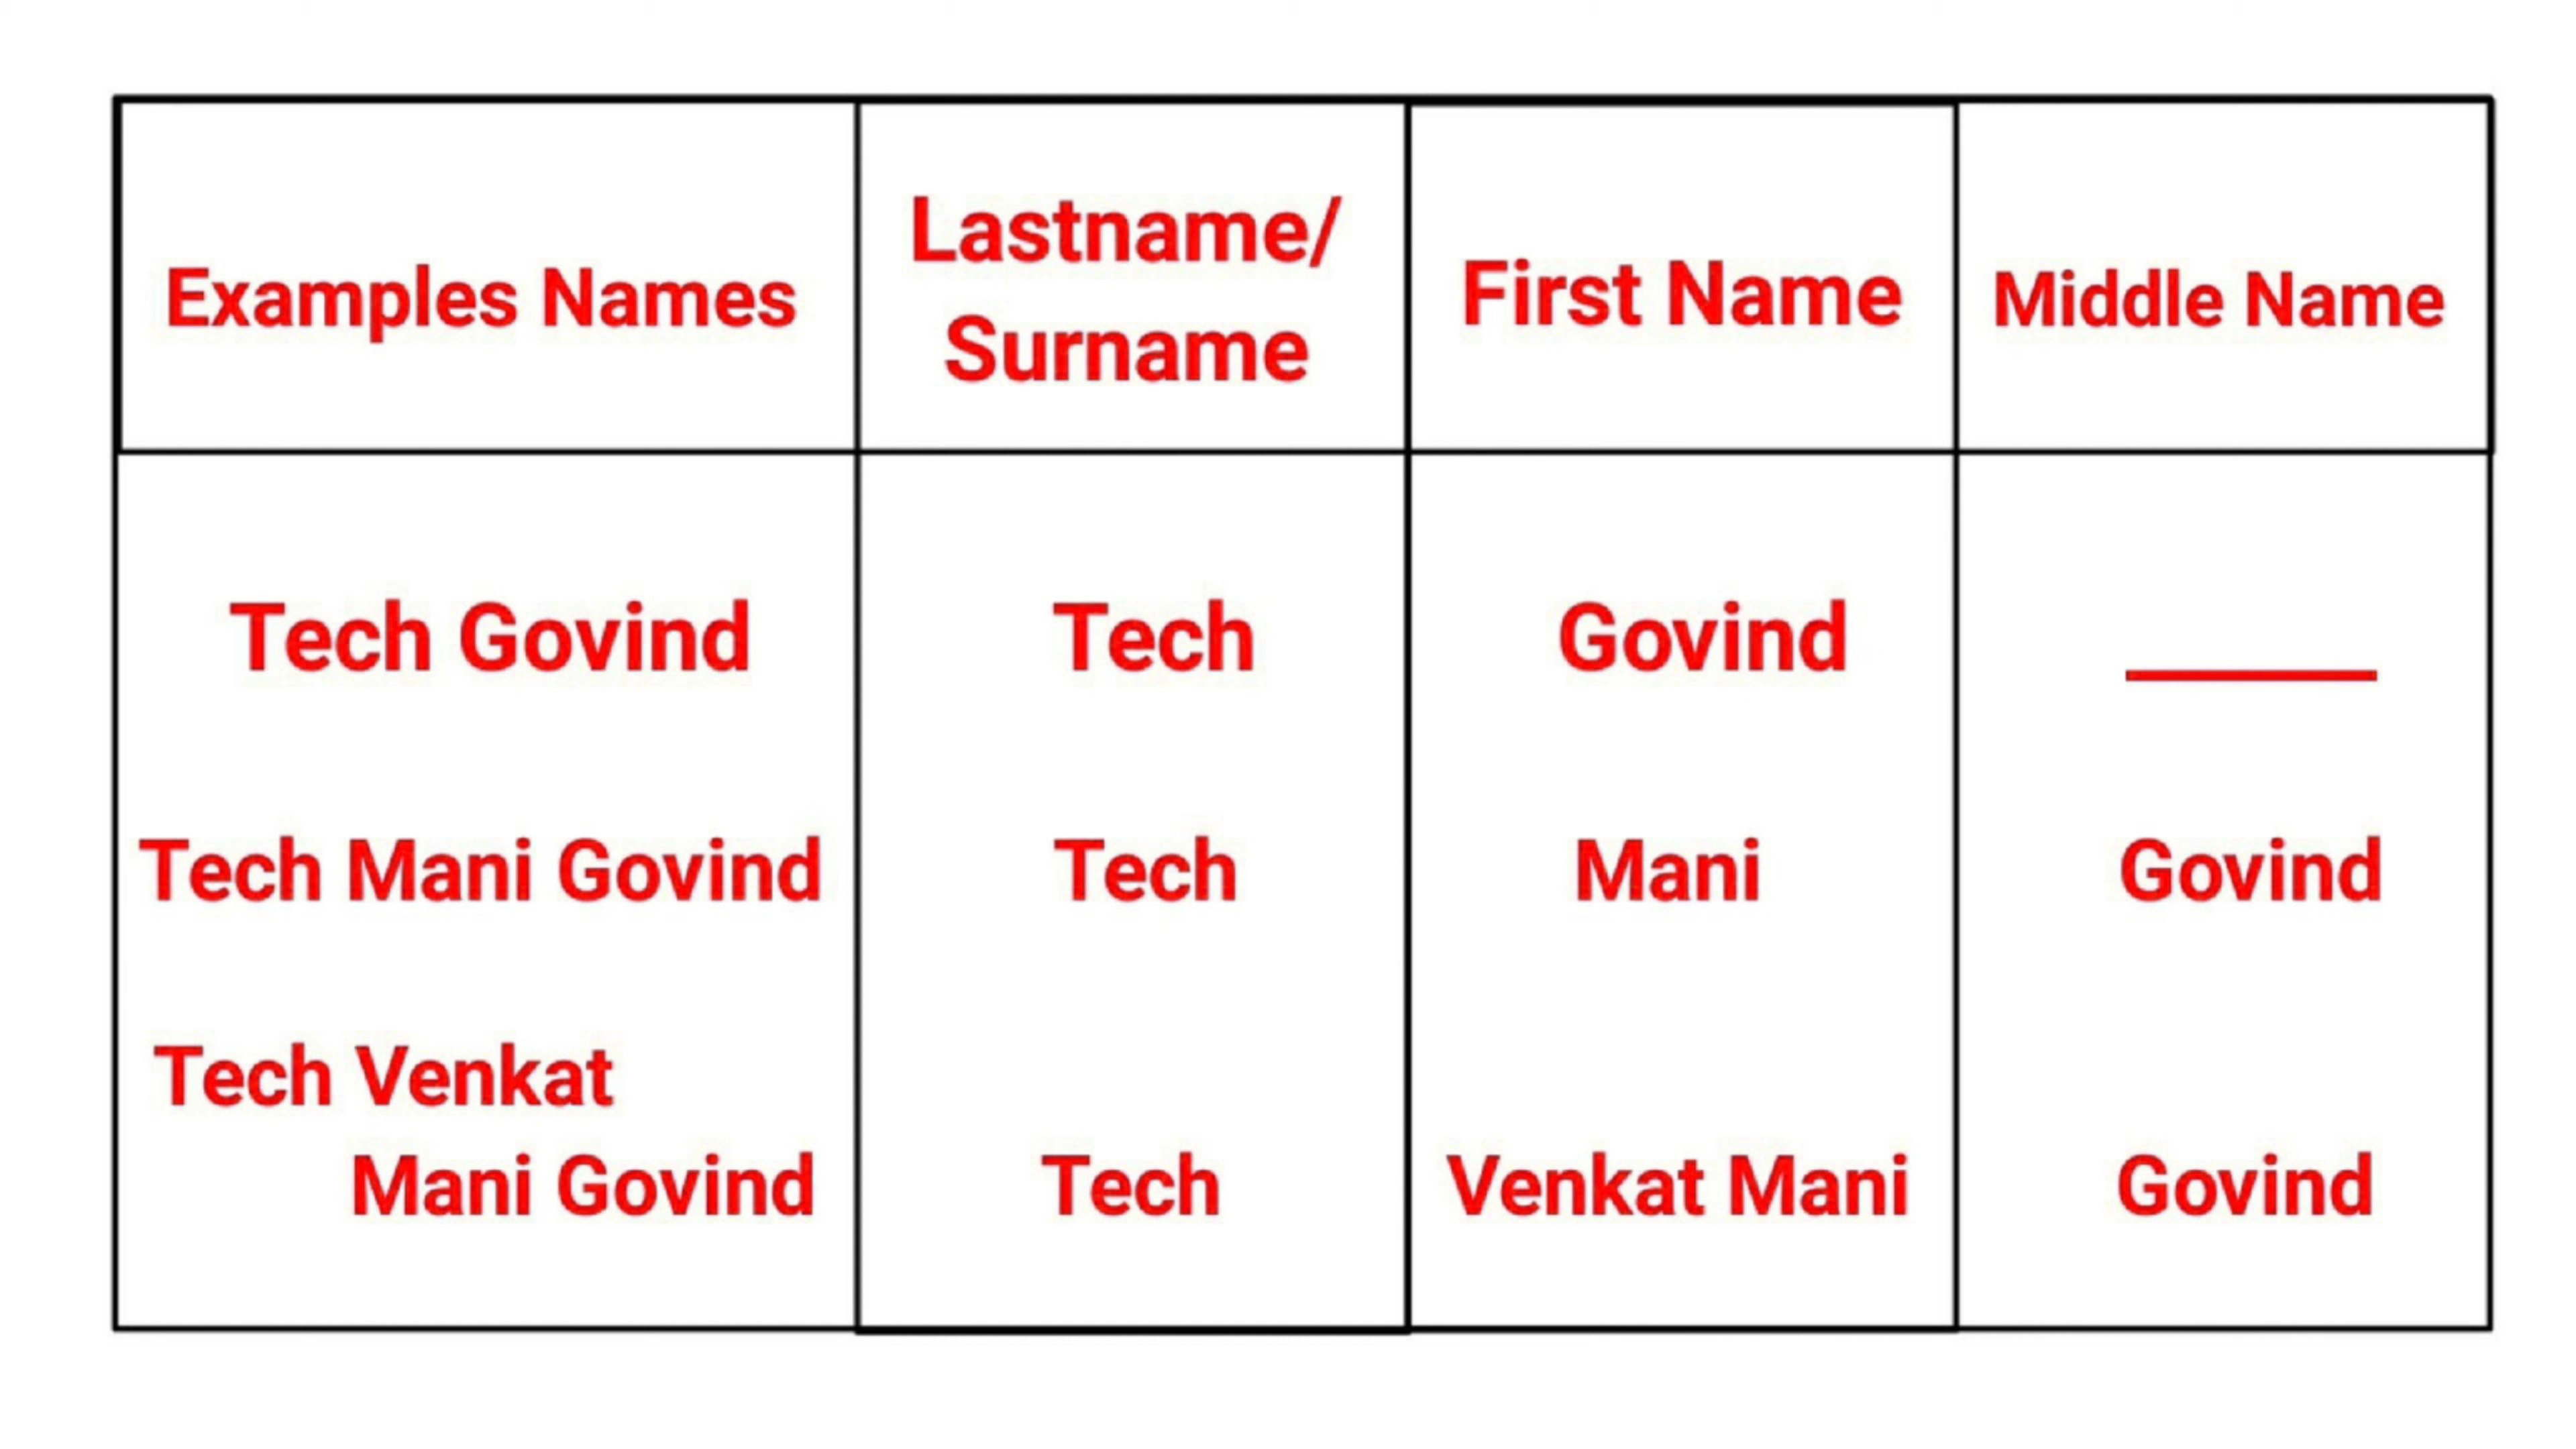 Examples Names
Lastname/
Surname
First Name
Middle Name
Tech Govind
Tech
Govind
Tech Mani Govind
Tech
Mani
Govind
Tech Venkat
Mani Govind
Tech
Venkat Mani
Govind